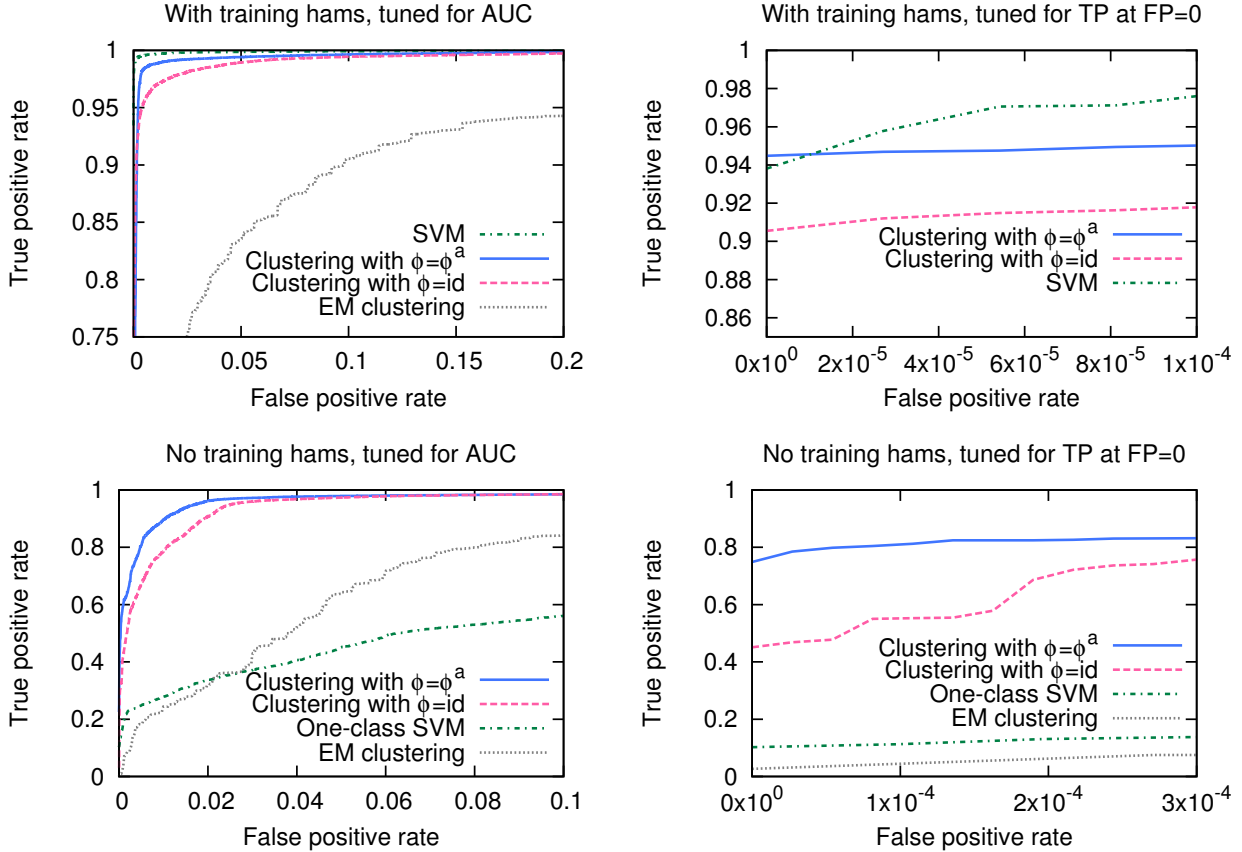 With training hams, tuned for AUC
True positive rate
1
0.95
0.9
0.85
0.8
0.75
SVM
Clustering with ϕ=ϕᵃ
Clustering with ϕ=id
EM clustering
0 0.05 0.1 0.15 0.2
False positive rate
With training hams, tuned for TP at FP=0
True positive rate
1
0.98
0.96
0.94
0.92
0.9
0.88
0.86
Clustering with ϕ=ϕᵃ
Clustering with ϕ=id
SVM
0x10⁰ 2x10⁻⁵ 4x10⁻⁵ 6x10⁻⁵ 8x10⁻⁵ 1x10⁻⁴
False positive rate
No training hams, tuned for AUC
True positive rate
1
0.8
0.6
0.4
0.2
0
Clustering with ϕ=ϕᵃ
Clustering with ϕ=id
One-class SVM
EM clustering
0 0.02 0.04 0.06 0.08 0.1
False positive rate
No training hams, tuned for TP at FP=0
True positive rate
1
0.8
0.6
0.4
0.2
0
Clustering with ϕ=ϕᵃ
Clustering with ϕ=id
One-class SVM
EM clustering
0x10⁰ 1x10⁻⁴ 2x10⁻⁴ 3x10⁻⁴
False positive rate